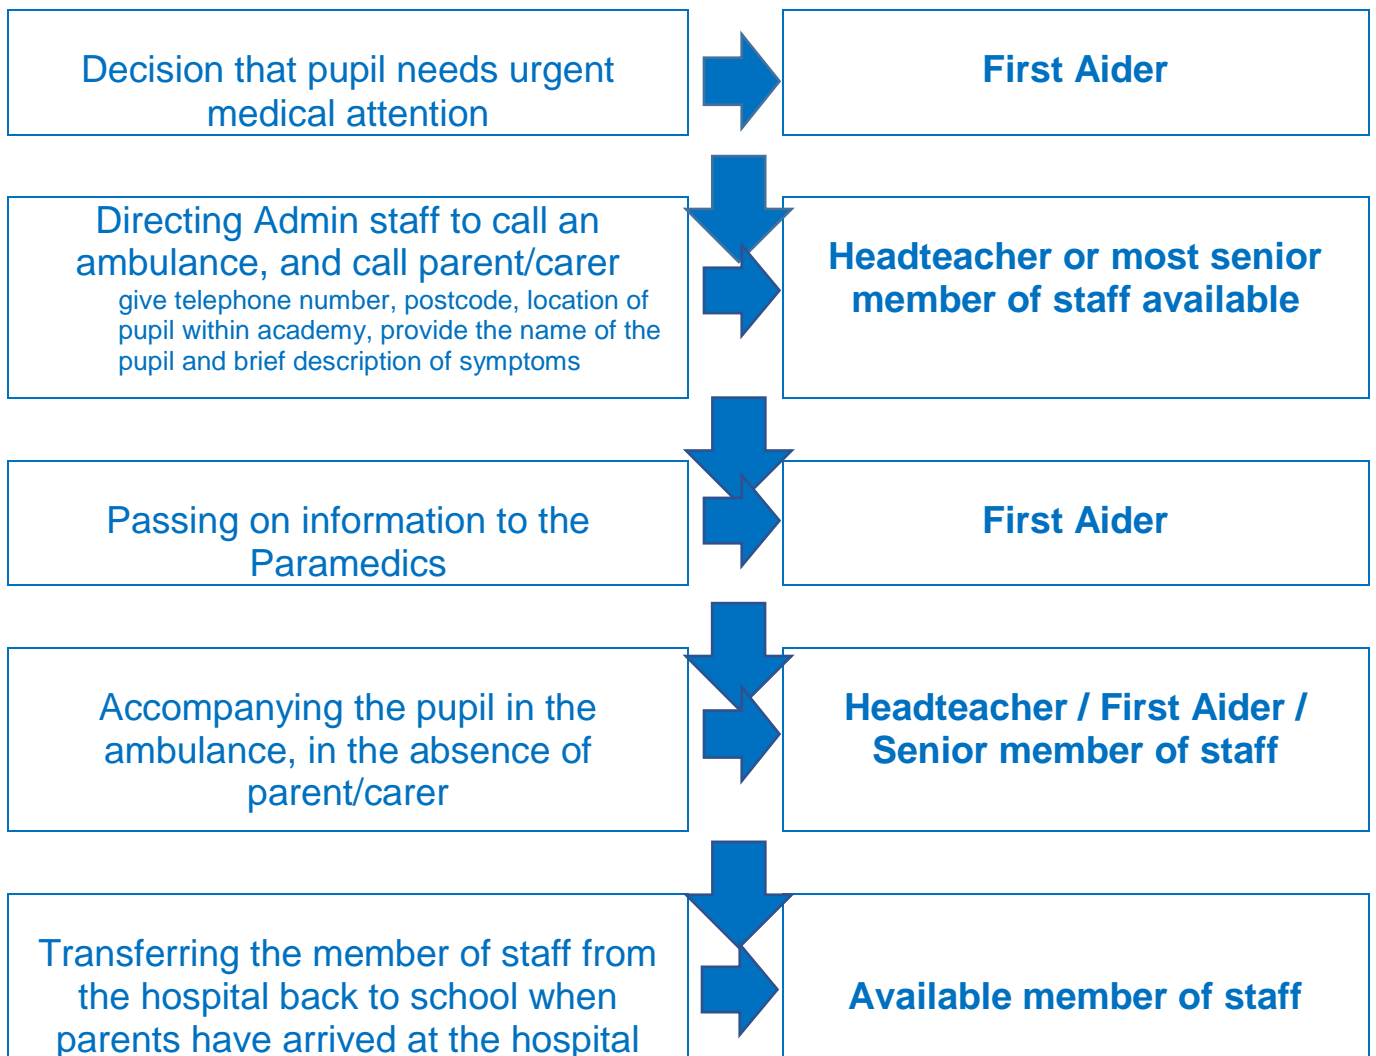 Decision that pupil needs urgent
medical attention
First Aider
Directing Admin staff to call an
ambulance, and call parent/carer
give telephone number, postcode, location of
pupil within academy, provide the name of the
pupil and brief description of symptoms
Headteacher or most senior
member of staff available
Passing on information to the
Paramedics
First Aider
Accompanying the pupil in the
ambulance, in the absence of
parent/carer
Headteacher / First Aider /
Senior member of staff
Transferring the member of staff from
the hospital back to school when
parents have arrived at the hospital
Available member of staff